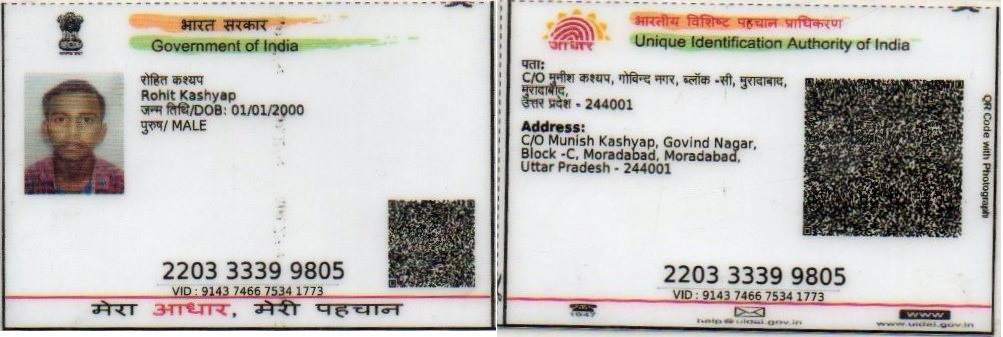 भारत सरकार
Government of India
रोहित कश्यप
Rohit Kashyap
जन्म तिथि/DOB: 01/01/2000
पुरुष/ MALE
2203 3339 9805
VID : 9143 7466 7534 1773
मेरा आधार, मेरी पहचान
भारतीय विशिष्ट पहचान प्राधिकरण
Unique Identification Authority of India
आधार
पता:
C/O मुनीश कश्यप, गोविन्द नगर, ब्लॉक -सी, मुरादाबाद,
मुरादाबाद,
उत्तर प्रदेश - 244001
Address:
C/O Munish Kashyap, Govind Nagar,
Block -C, Moradabad, Moradabad,
Uttar Pradesh - 244001
QR Code with Photograph
2203 3339 9805
VID : 9143 7466 7534 1773
1947
help@uidai.gov.in
www
www.uidai.gov.in